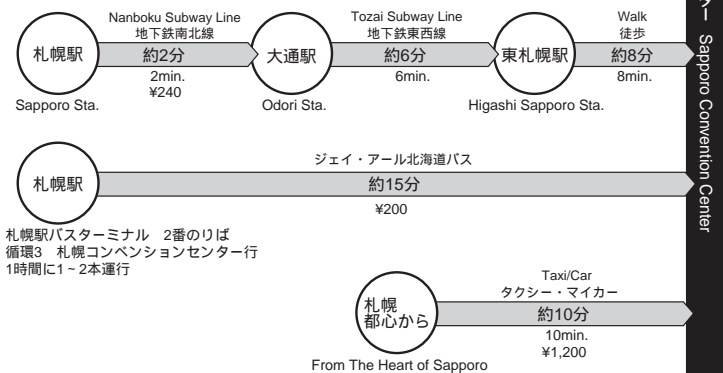 Nanboku Subway Line
地下鉄南北線
Tozai Subway Line
地下鉄東西線
Walk
徒歩
札幌駅
約2分
大通駅
約6分
東札幌駅
約8分
2min.
¥240
6min.
8min.
Sapporo Sta.
Odori Sta.
Higashi Sapporo Sta.
ジェイ・アール北海道バス
札幌駅
約15分
¥200
札幌駅バスターミナル 2番のりば
循環3 札幌コンベンションセンター行
1時間に1~2本運行
Taxi/Car
タクシー・マイカー
札幌
都心から
約10分
10min.
¥1,200
From The Heart of Sapporo
ー Sapporo Convention Center